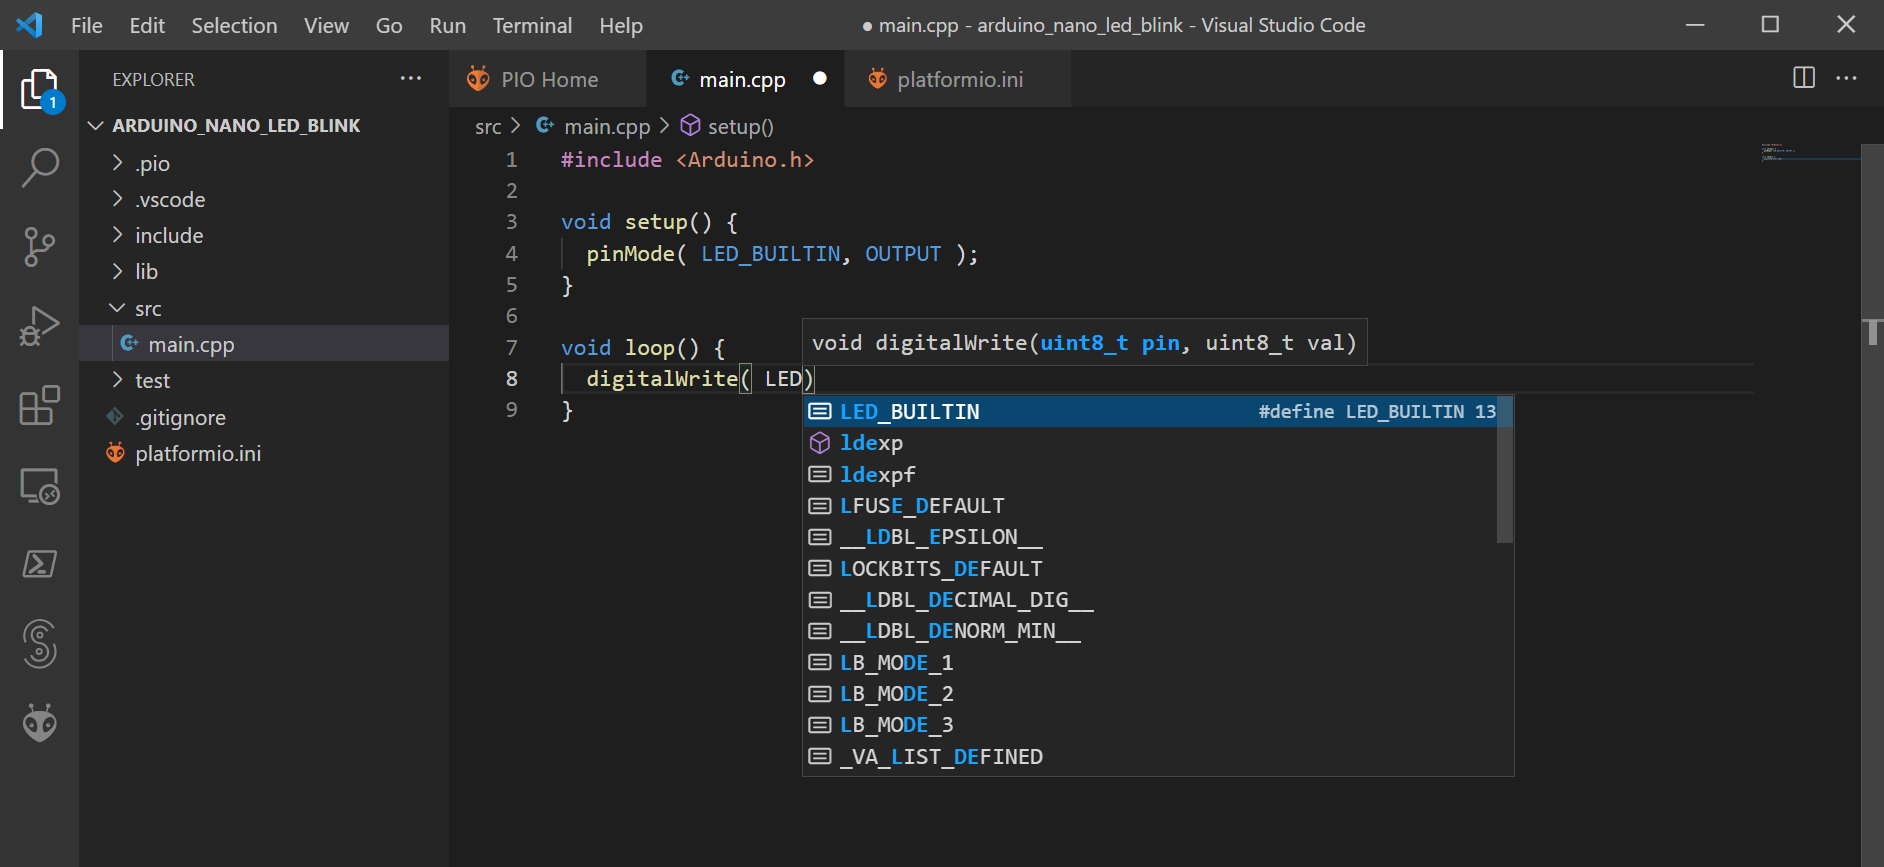 File Edit Selection View Go Run Terminal Help ● main.cpp - arduino_nano_led_blink - Visual Studio Code
EXPLORER ···
PIO Home main.cpp ● platformio.ini ···
1
ARDUINO_NANO_LED_BLINK
.pio
.vscode
include
lib
src
main.cpp
test
.gitignore
platformio.ini
src > main.cpp > setup()
1 #include <Arduino.h>
2
3 void setup() {
4 pinMode( LED_BUILTIN, OUTPUT );
5 }
6
7 void loop() {
void digitalWrite(uint8_t pin, uint8_t val)
8 digitalWrite( LED)
9 }
LED_BUILTIN #define LED_BUILTIN 13
ldexp
ldexpf
LFUSE_DEFAULT
__LDBL_EPSILON__
LOCKBITS_DEFAULT
__LDBL_DECIMAL_DIG__
__LDBL_DENORM_MIN__
LB_MODE_1
LB_MODE_2
LB_MODE_3
_VA_LIST_DEFINED